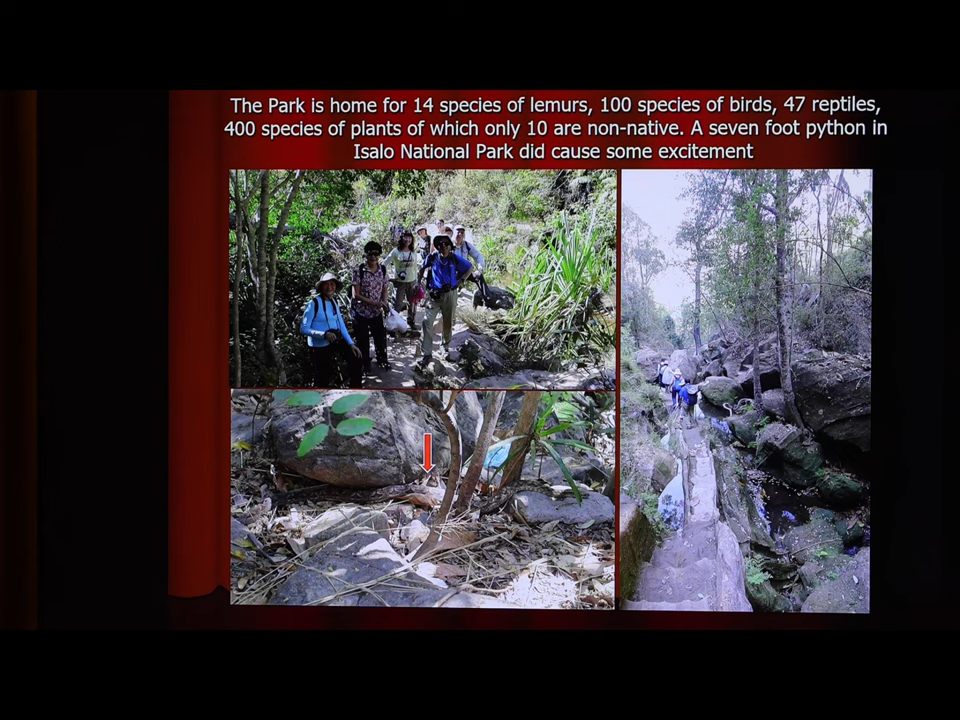 The Park is home for 14 species of lemurs, 100 species of birds, 47 reptiles,
400 species of plants of which only 10 are non-native. A seven foot python in
Isalo National Park did cause some excitement